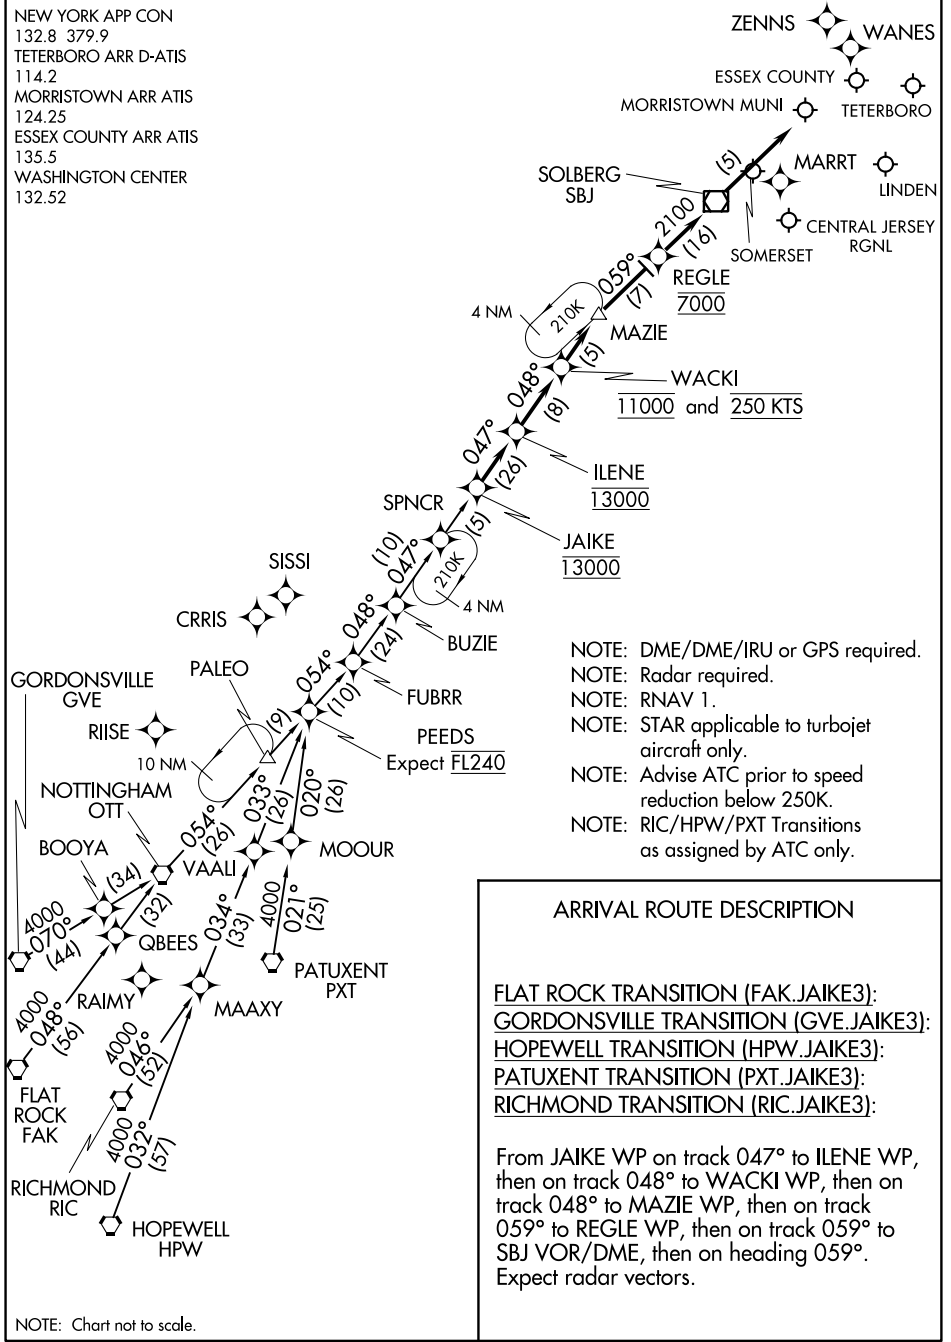 NEW YORK APP CON
132.8 379.9
TETERBORO ARR D-ATIS
114.2
MORRISTOWN ARR ATIS
124.25
ESSEX COUNTY ARR ATIS
135.5
WASHINGTON CENTER
132.52
ZENNS
WANES
ESSEX COUNTY
MORRISTOWN MUNI
TETERBORO
(5)
MARRT
SOLBERG
SBJ
LINDEN
2100
(16)
CENTRAL JERSEY
RGNL
SOMERSET
059°
(7)
REGLE
7000
4 NM
210K
MAZIE
(5)
048°
(8)
WACKI
11000 and 250 KTS
047°
(26)
ILENE
13000
SPNCR
(5)
JAIKE
13000
(10)
047°
210K
4 NM
SISSI
CRRIS
048°
(24)
BUZIE
PALEO
054°
(10)
FUBRR
GORDONSVILLE
GVE
RIISE
(9)
PEEDS
Expect FL240
10 NM
NOTTINGHAM
OTT
033°
(26)
020°
(26)
054°
(26)
BOOYA
VAALI
MOOUR
(34)
(32)
4000
070°
(44)
034°
(33)
4000
021°
(25)
QBEES
RAIMY
MAAXY
PATUXENT
PXT
4000
048°
(56)
4000
046°
(52)
FLAT
ROCK
FAK
4000
032°
(57)
RICHMOND
RIC
HOPEWELL
HPW
NOTE: Chart not to scale.
NOTE: DME/DME/IRU or GPS required.
NOTE: Radar required.
NOTE: RNAV 1.
NOTE: STAR applicable to turbojet
aircraft only.
NOTE: Advise ATC prior to speed
reduction below 250K.
NOTE: RIC/HPW/PXT Transitions
as assigned by ATC only.
ARRIVAL ROUTE DESCRIPTION
FLAT ROCK TRANSITION (FAK.JAIKE3):
GORDONSVILLE TRANSITION (GVE.JAIKE3):
HOPEWELL TRANSITION (HPW.JAIKE3):
PATUXENT TRANSITION (PXT.JAIKE3):
RICHMOND TRANSITION (RIC.JAIKE3):
From JAIKE WP on track 047° to ILENE WP,
then on track 048° to WACKI WP, then on
track 048° to MAZIE WP, then on track
059° to REGLE WP, then on track 059° to
SBJ VOR/DME, then on heading 059°.
Expect radar vectors.